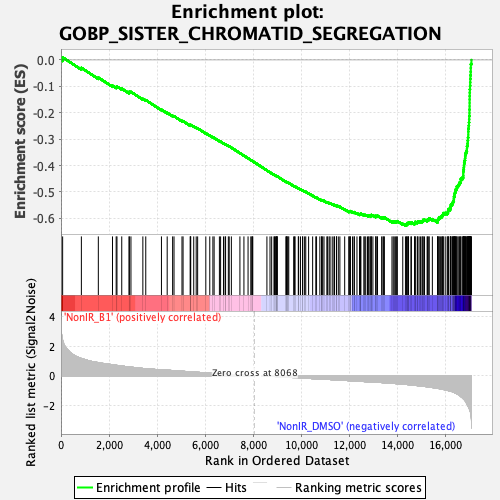 Enrichment plot:
GOBP_SISTER_CHROMATID_SEGREGATION
Enrichment score (ES)
0.0
-0.1
-0.2
-0.3
-0.4
-0.5
-0.6
Ranked list metric (Signal2Noise)
'NonIR_B1' (positively correlated)
4
2
0
-2
Zero cross at 8068
'NonIR_DMSO' (negatively correlated)
0 2,000 4,000 6,000 8,000 10,000 12,000 14,000 16,000
Rank in Ordered Dataset
Enrichment profile Hits Ranking metric scores